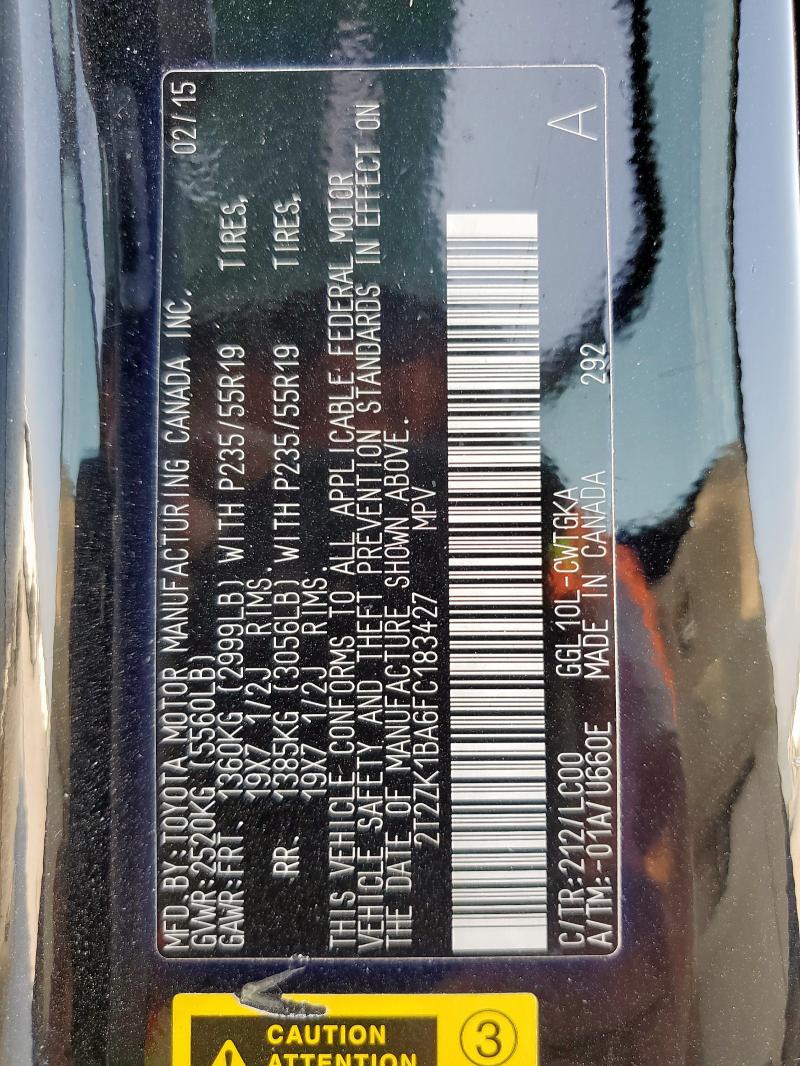 MFD.BY:TOYOTA MOTOR MANUFACTURING CANADA INC. 02/15
GVWR:2520KG (5560LB)
GAWR:FRT. 1360KG (2999LB) WITH P235/55R19 TIRES,
19X7 1/2J RIMS,
RR. 1385KG (3056LB) WITH P235/55R19 TIRES,
19X7 1/2J RIMS
THIS VEHICLE CONFORMS TO ALL APPLICABLE FEDERAL MOTOR
VEHICLE SAFETY AND THEFT PREVENTION STANDARDS IN EFFECT ON
THE DATE OF MANUFACTURE SHOWN ABOVE.
2T2ZK1BA6FC183427 MPV.
C/TR:212/LC00 GGL10L-CWTGKA A
A/TM:-01A/U660E MADE IN CANADA 292
CAUTION
ATTENTION
3